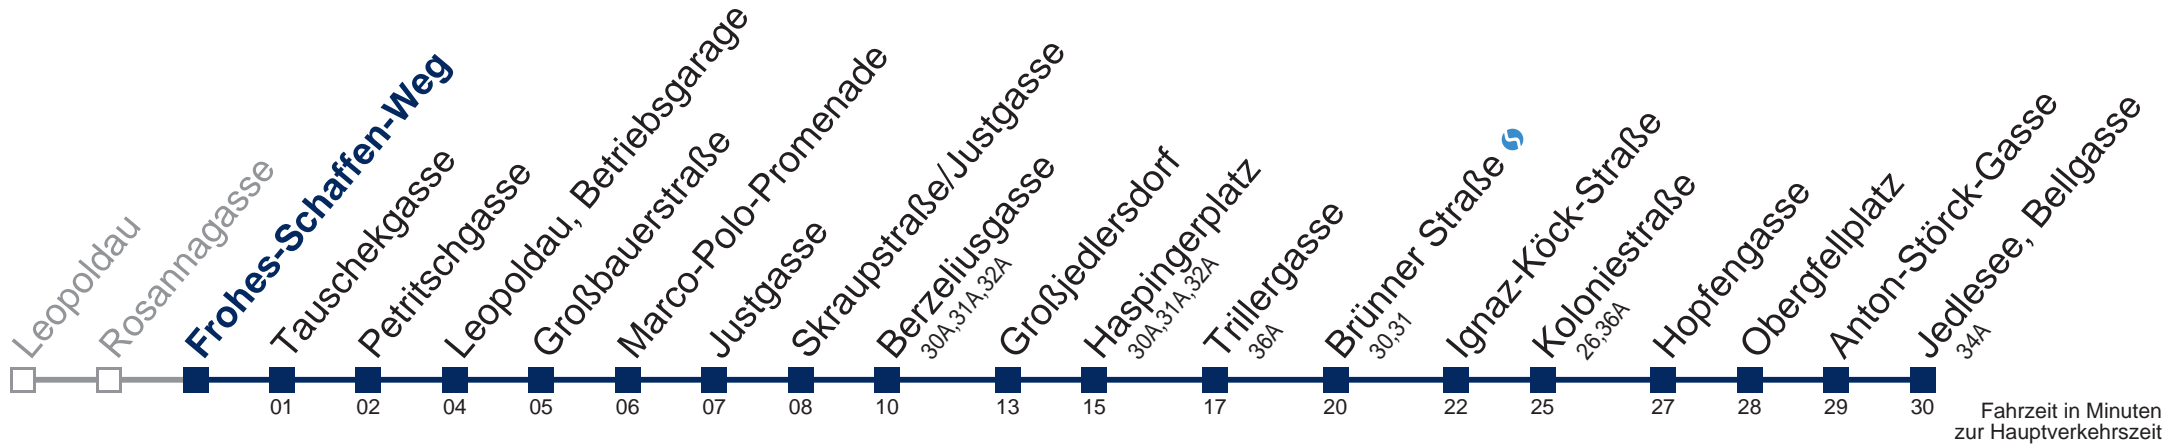 Leopoldau
Rosannagasse
Frohes-Schaffen-Weg
Tauschekgasse
01
Petritschgasse
02
Leopoldau, Betriebsgarage
04
Großbauerstraße
05
Marco-Polo-Promenade
06
Justgasse
07
Skraupstraße/Justgasse
08
Berzeliusgasse
30A,31A,32A
10
Großjedlersdorf
13
Haspingerplatz
30A,31A,32A
15
Trillergasse
36A
17
Brünner Straße
30,31
20
Ignaz-Köck-Straße
22
Koloniestraße
26,36A
25
Hopfengasse
27
Obergfellplatz
28
Anton-Störck-Gasse
29
Jedlesee, Bellgasse
34A
30
Fahrzeit in Minuten
zur Hauptverkehrszeit